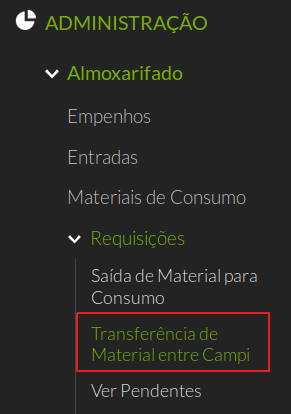 ADMINISTRAÇÃO
Almoxarifado
Empenhos
Entradas
Materiais de Consumo
Requisições
Saída de Material para
Consumo
Transferência de
Material entre Campi
Ver Pendentes